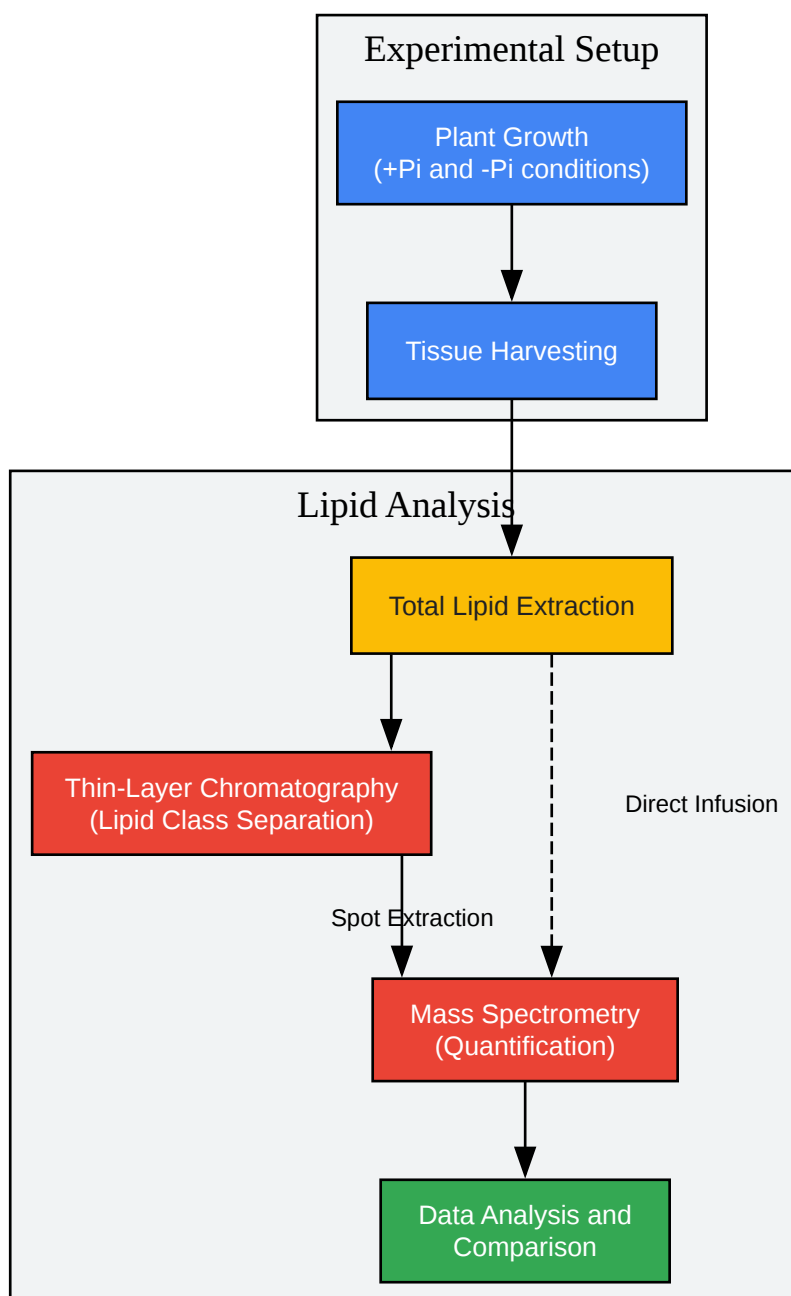 Experimental Setup
Plant Growth
(+Pi and -Pi conditions)
Tissue Harvesting
Lipid Analysis
Total Lipid Extraction
Thin-Layer Chromatography
(Lipid Class Separation)
Direct Infusion
Spot Extraction
Mass Spectrometry
(Quantification)
Data Analysis and
Comparison